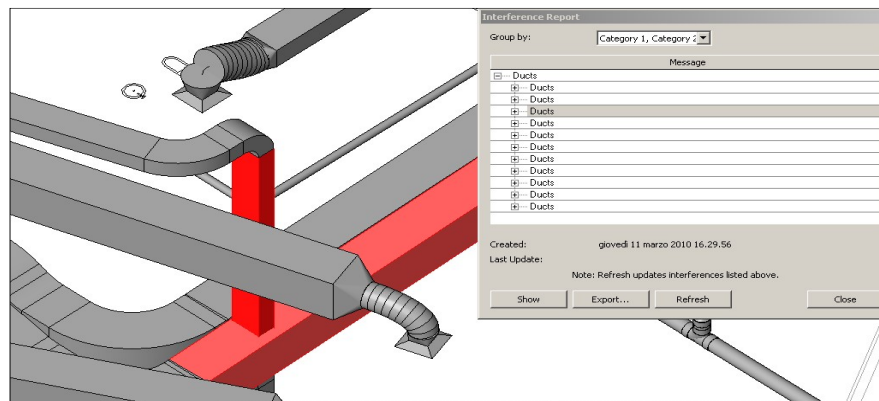 Interference Report
Group by:
Category 1, Category 2
Message
Ducts
Ducts
Ducts
Ducts
Ducts
Ducts
Ducts
Ducts
Ducts
Ducts
Ducts
Ducts
Created: giovedì 11 marzo 2010 16.29.56
Last Update:
Note: Refresh updates interferences listed above.
Show Export... Refresh Close